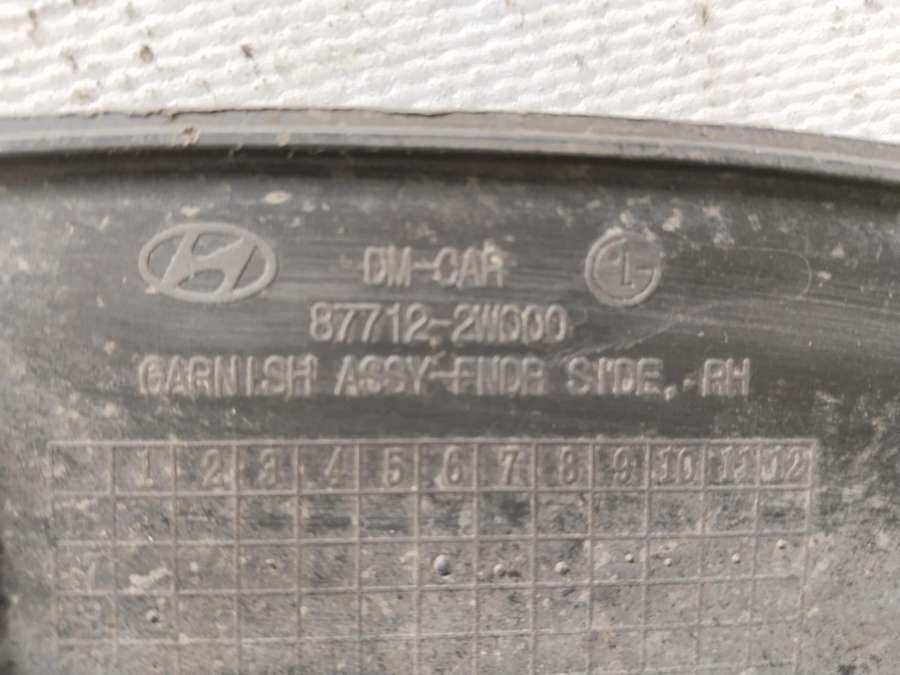 DM-CAR
87712-2W000
GARNISH ASSY-FNDR SIDE, RH
1 2 3 4 5 6 7 8 9 10 11 12